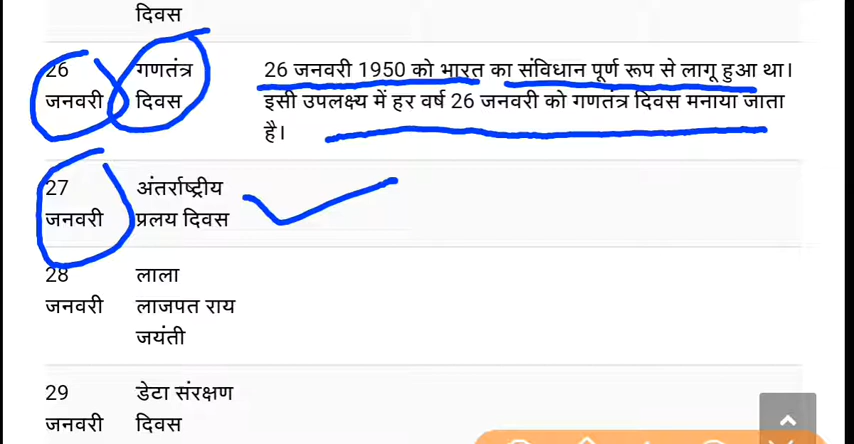 दिवस
26 गणतंत्र 26 जनवरी 1950 को भारत का संविधान पूर्ण रूप से लागू हुआ था।
जनवरी दिवस इसी उपलक्ष्य में हर वर्ष 26 जनवरी को गणतंत्र दिवस मनाया जाता
है।
27 अंतर्राष्ट्रीय
जनवरी प्रलय दिवस
28 लाला
जनवरी लाजपत राय
जयंती
29 डेटा संरक्षण
जनवरी दिवस